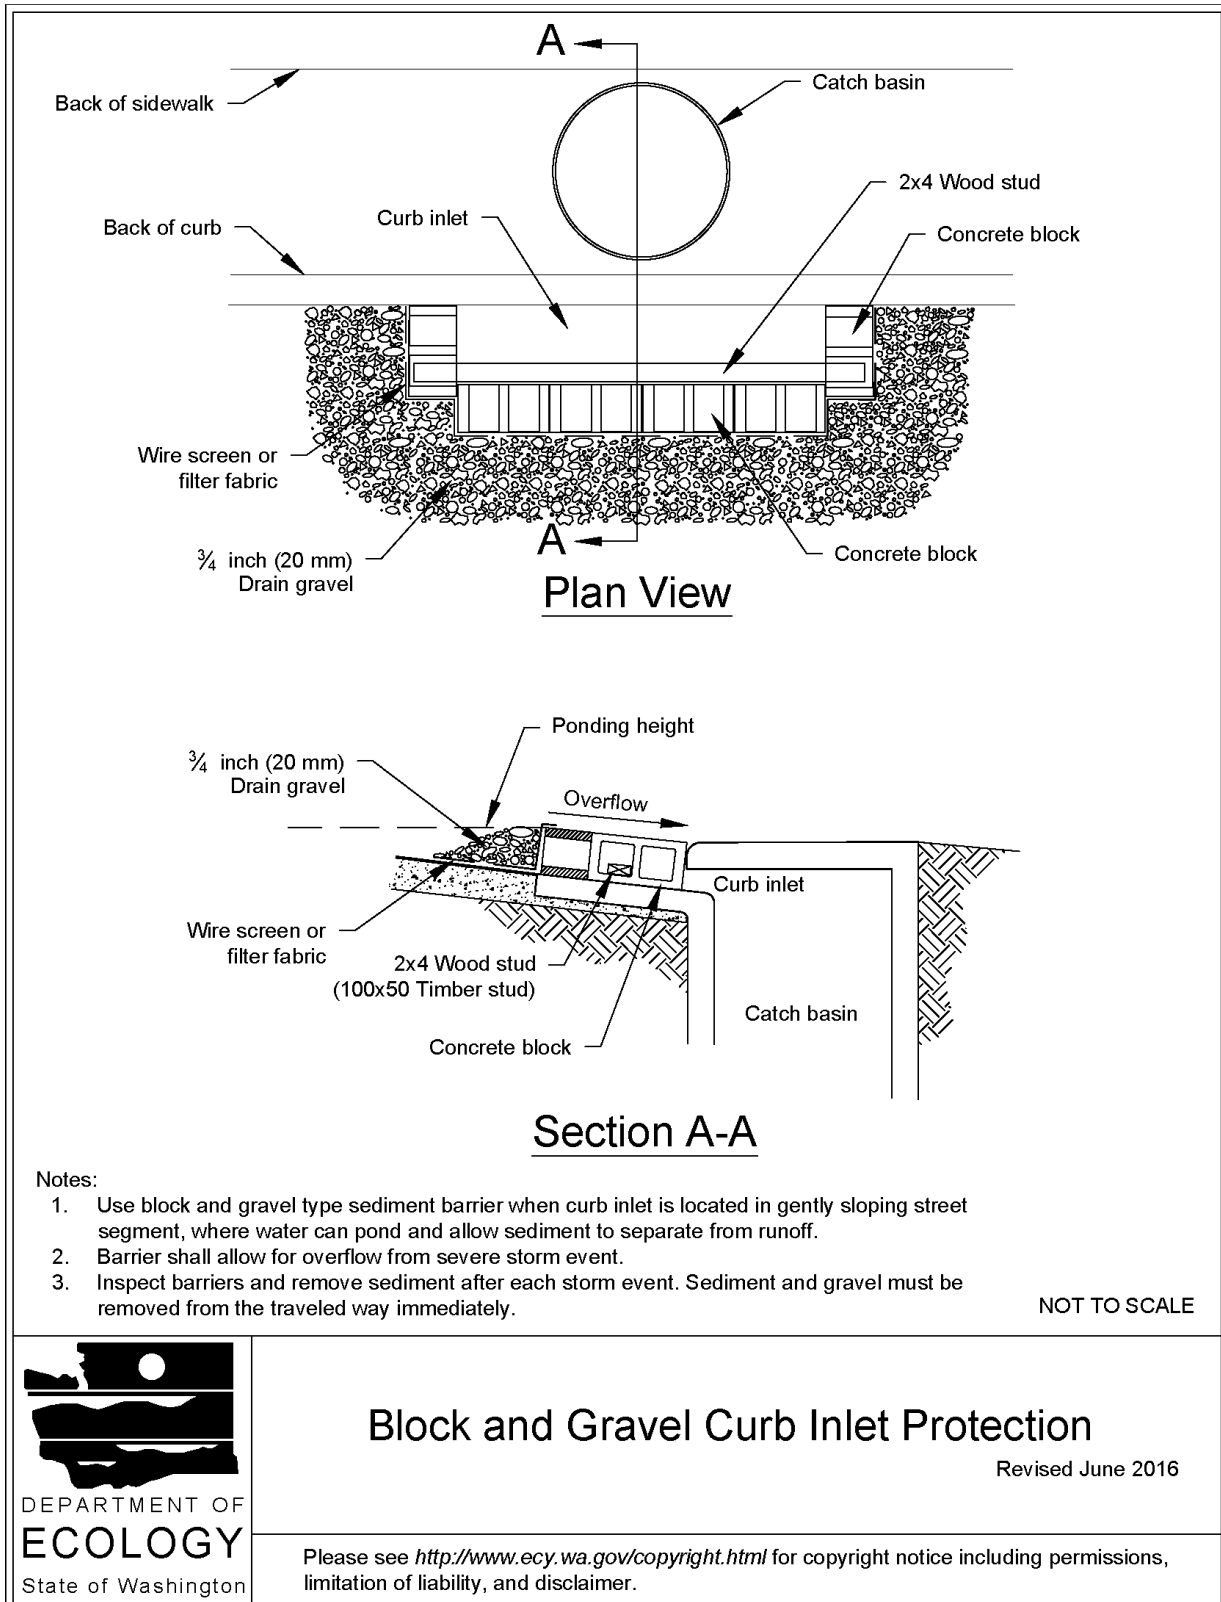 A
Back of sidewalk
Catch basin
2x4 Wood stud
Curb inlet
Back of curb
Concrete block
Wire screen or
filter fabric
A
¾ inch (20 mm)
Drain gravel
Concrete block
Plan View
Ponding height
¾ inch (20 mm)
Drain gravel
Overflow
Curb inlet
Wire screen or
filter fabric
2x4 Wood stud
(100x50 Timber stud)
Catch basin
Concrete block
Section A-A
Notes:
1. Use block and gravel type sediment barrier when curb inlet is located in gently sloping street
segment, where water can pond and allow sediment to separate from runoff.
2. Barrier shall allow for overflow from severe storm event.
3. Inspect barriers and remove sediment after each storm event. Sediment and gravel must be
removed from the traveled way immediately.
NOT TO SCALE
Block and Gravel Curb Inlet Protection
Revised June 2016
DEPARTMENT OF
ECOLOGY
State of Washington
Please see http://www.ecy.wa.gov/copyright.html for copyright notice including permissions,
limitation of liability, and disclaimer.